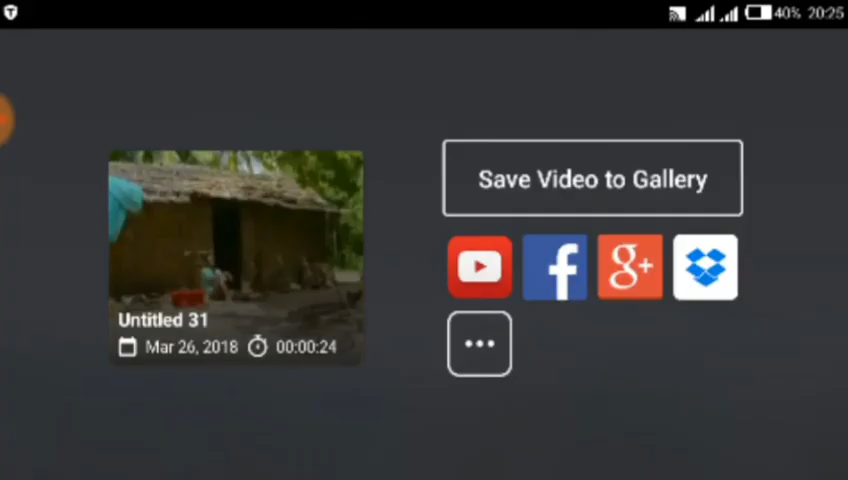 40% 20:25
Save Video to Gallery
g+
Untitled 31
Mar 26, 2018 00:00:24